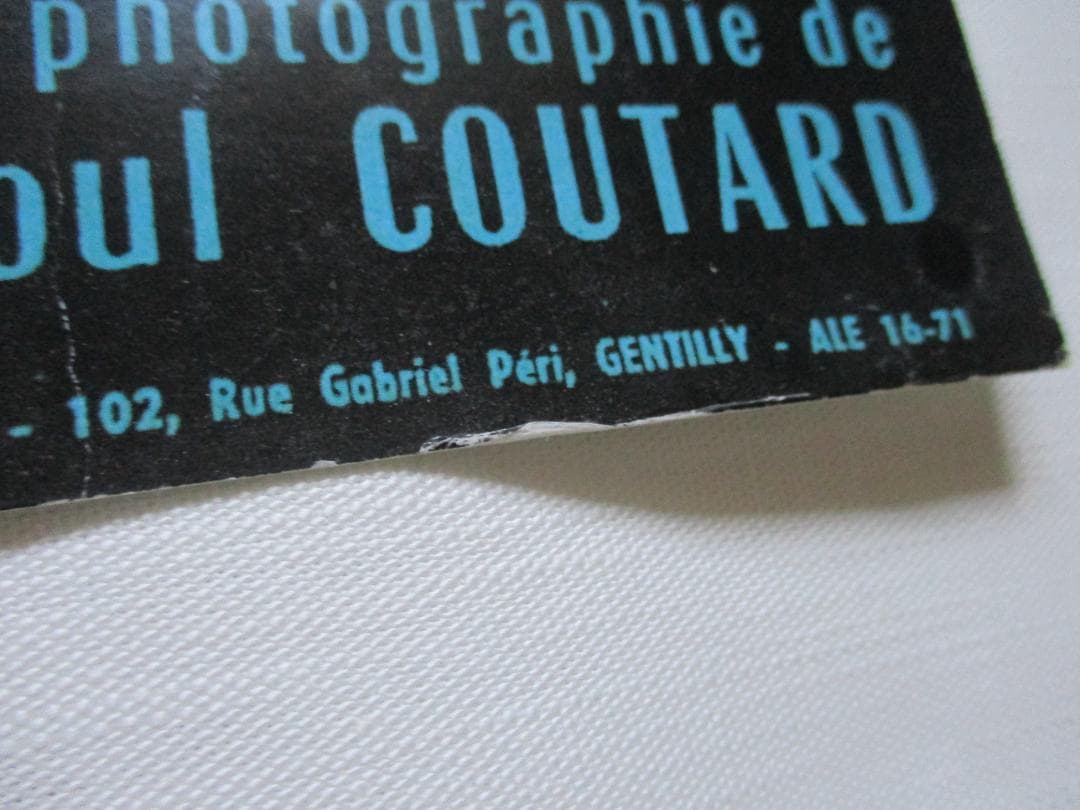 photographie de
oul COUTARD
- 102, Rue Gabriel Péri, GENTILLY - ALE 16-71